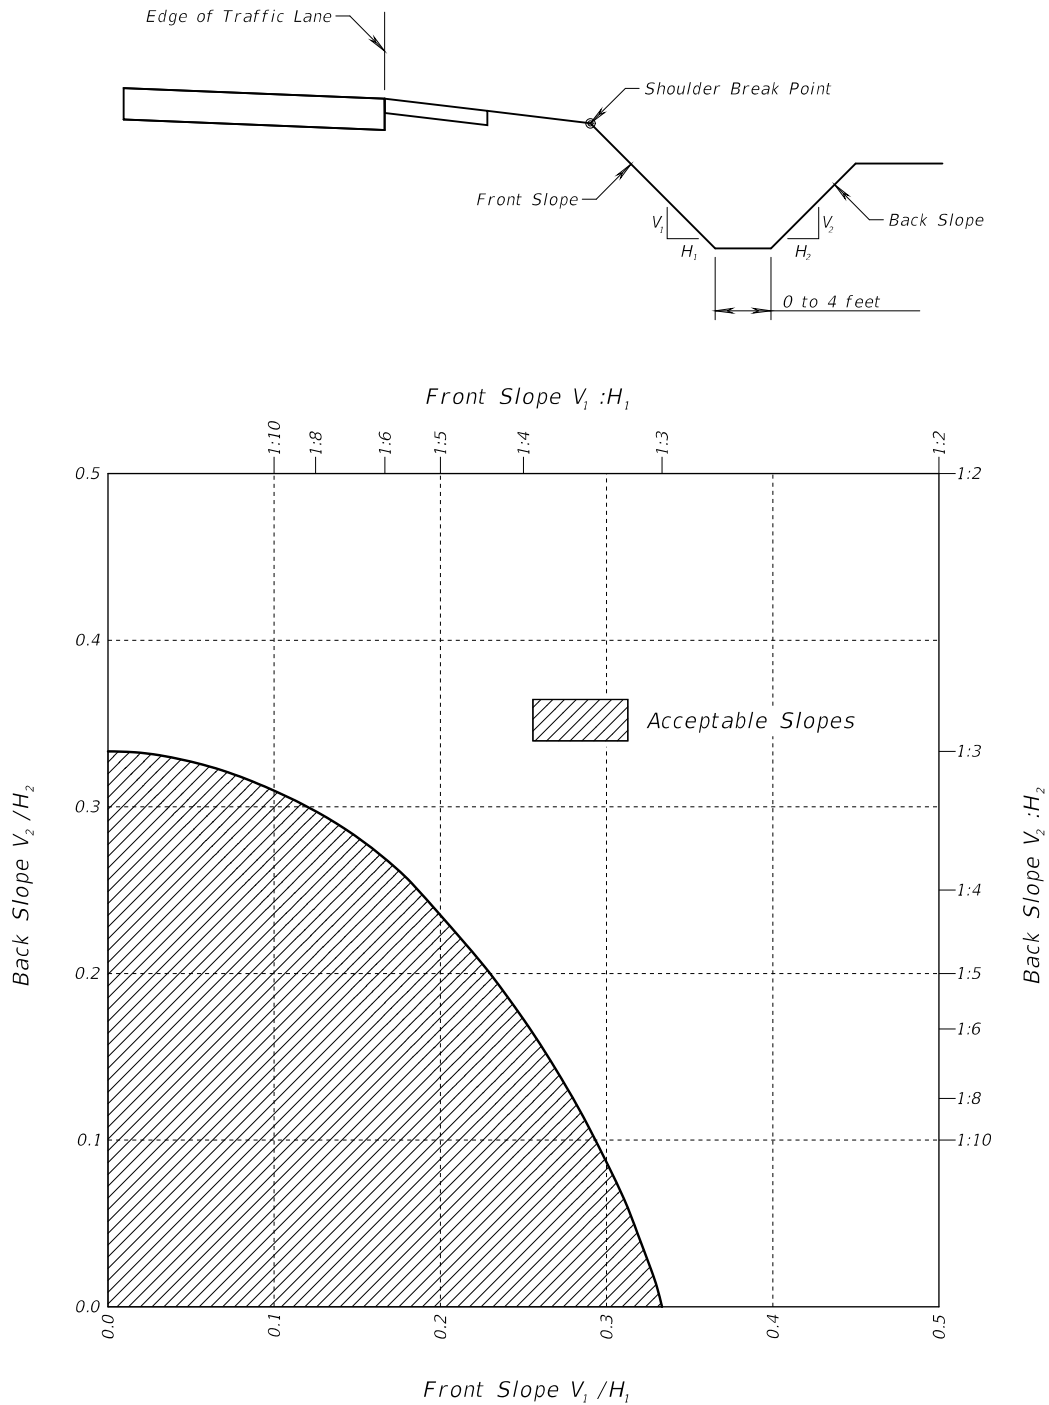 Edge of Traffic Lane
Shoulder Break Point
Front Slope
V1
H1
V2
H2
Back Slope
0 to 4 feet
Front Slope V1 :H1
1:10
1:8
1:6
1:5
1:4
1:3
1:2
0.5
0.4
0.3
0.2
0.1
0.0
Back Slope V2 /H2
Acceptable Slopes
1:2
1:3
1:4
1:5
1:6
1:8
1:10
Back Slope V2 :H2
0.0
0.1
0.2
0.3
0.4
0.5
Front Slope V1 /H1